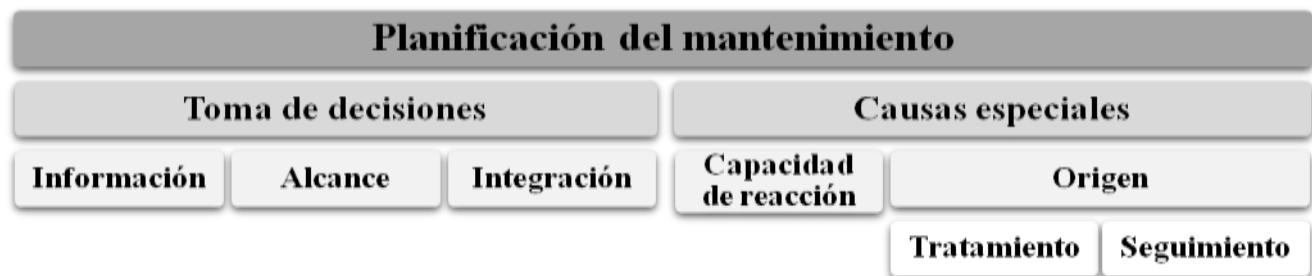 Planificación del mantenimiento
Toma de decisiones
Causas especiales
Información
Alcance
Integración
Capacidad
de reacción
Origen
Tratamiento
Seguimiento